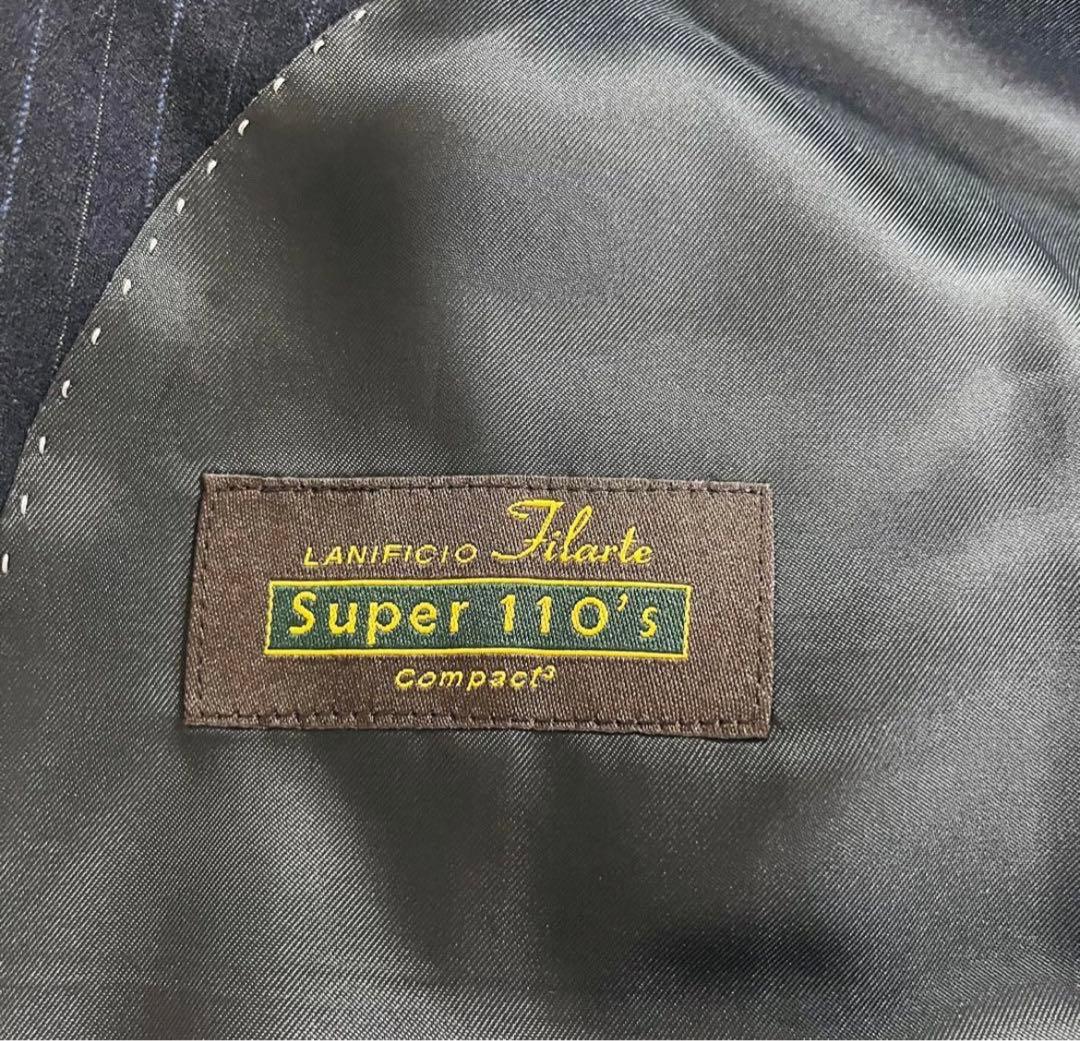 LANIFICIO Filarte
Super 110's
Compact³